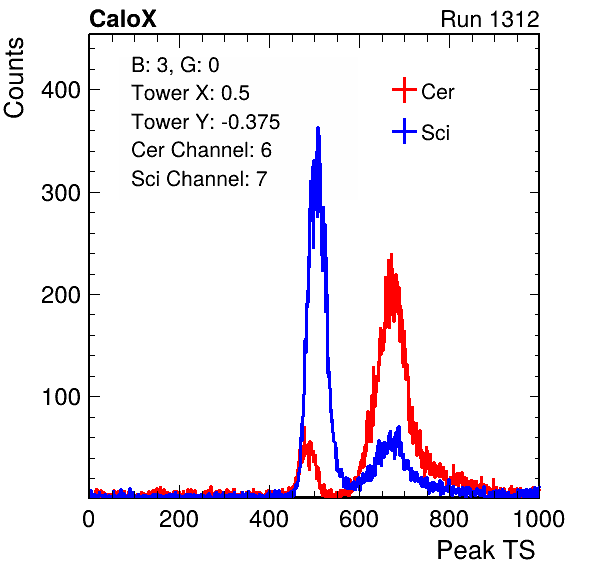 CaloX Run 1312
Counts
B: 3, G: 0
Tower X: 0.5
Tower Y: -0.375
Cer Channel: 6
Sci Channel: 7
Cer
Sci
400
300
200
100
0 200 400 600 800 1000
Peak TS